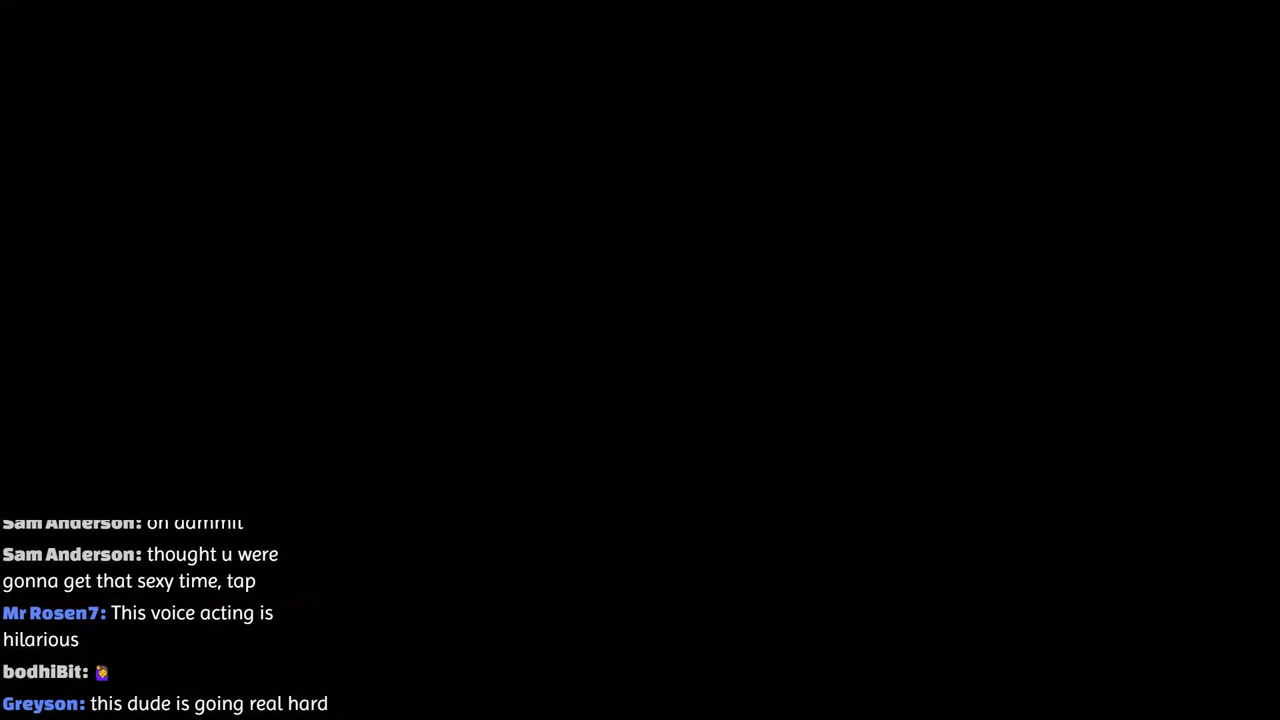 Sam Anderson: oh dammit
Sam Anderson: thought u were
gonna get that sexy time, tap
Mr Rosen7: This voice acting is
hilarious
bodhiBit: 🙋‍♀️
Greyson: this dude is going real hard